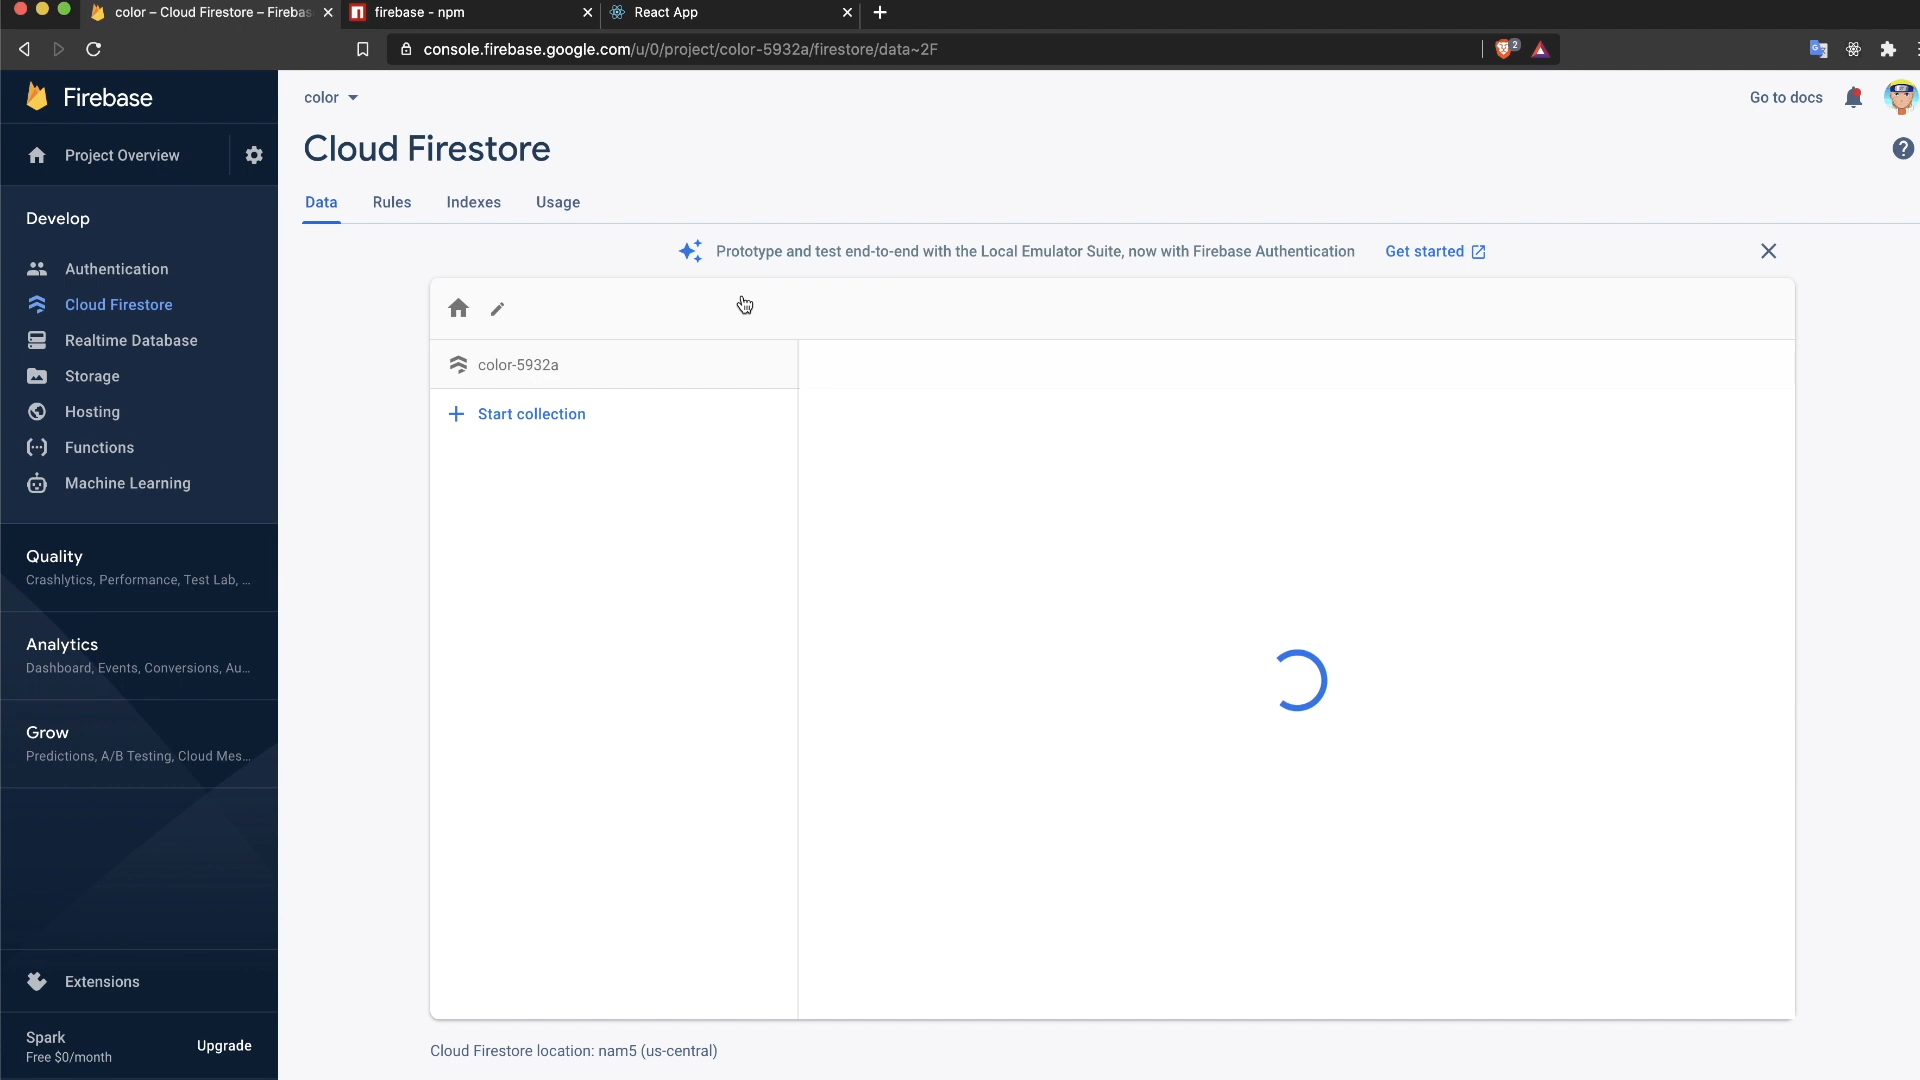 color – Cloud Firestore – Firebas
firebase - npm
React App
console.firebase.google.com/u/0/project/color-5932a/firestore/data~2F
2
Firebase
color
Go to docs
Project Overview
Cloud Firestore
?
Data
Rules
Indexes
Usage
Develop
Prototype and test end-to-end with the Local Emulator Suite, now with Firebase Authentication
Get started
Authentication
Cloud Firestore
Realtime Database
Storage
Hosting
Functions
Machine Learning
color-5932a
Start collection
Quality
Crashlytics, Performance, Test Lab, ...
Analytics
Dashboard, Events, Conversions, Au...
Grow
Predictions, A/B Testing, Cloud Mes...
Extensions
Spark
Free $0/month
Upgrade
Cloud Firestore location: nam5 (us-central)